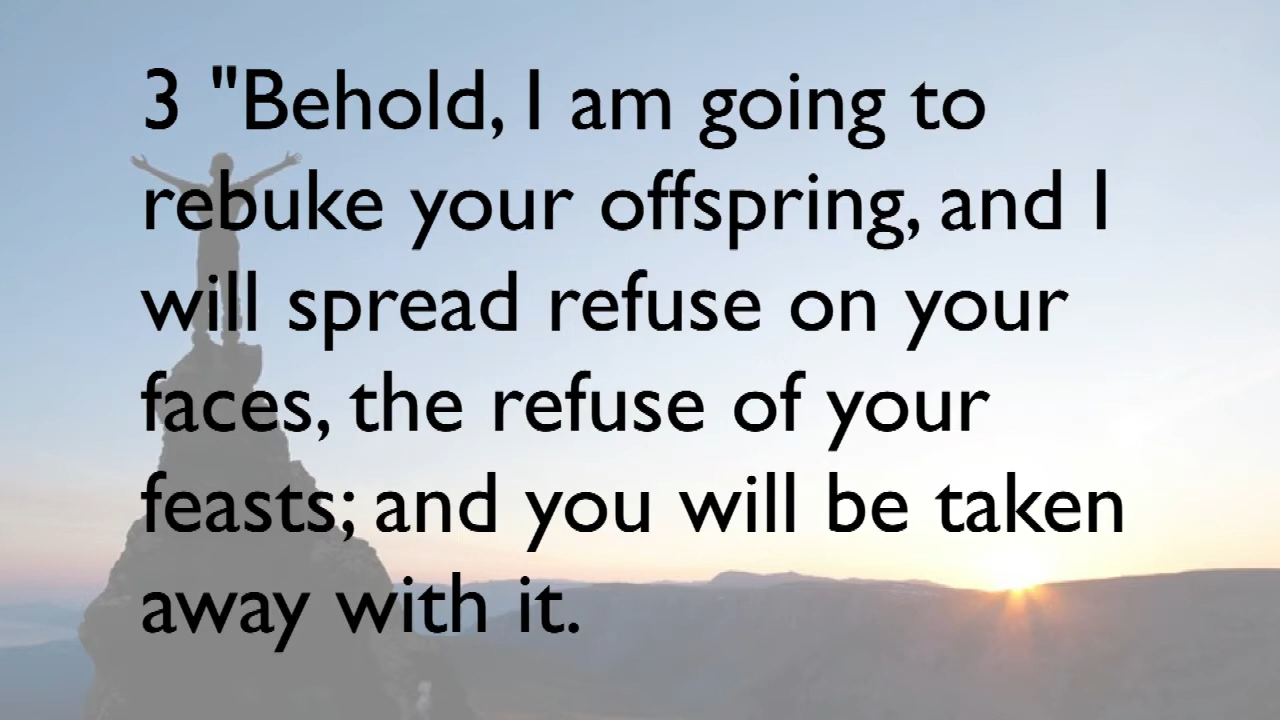 3 "Behold, I am going to
rebuke your offspring, and I
will spread refuse on your
faces, the refuse of your
feasts; and you will be taken
away with it.